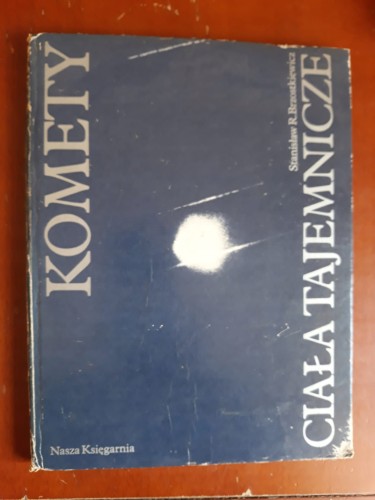 KOMETY
CIAŁA TAJEMNICZE
Stanisław R. Brzostkiewicz
Nasza Księgarnia